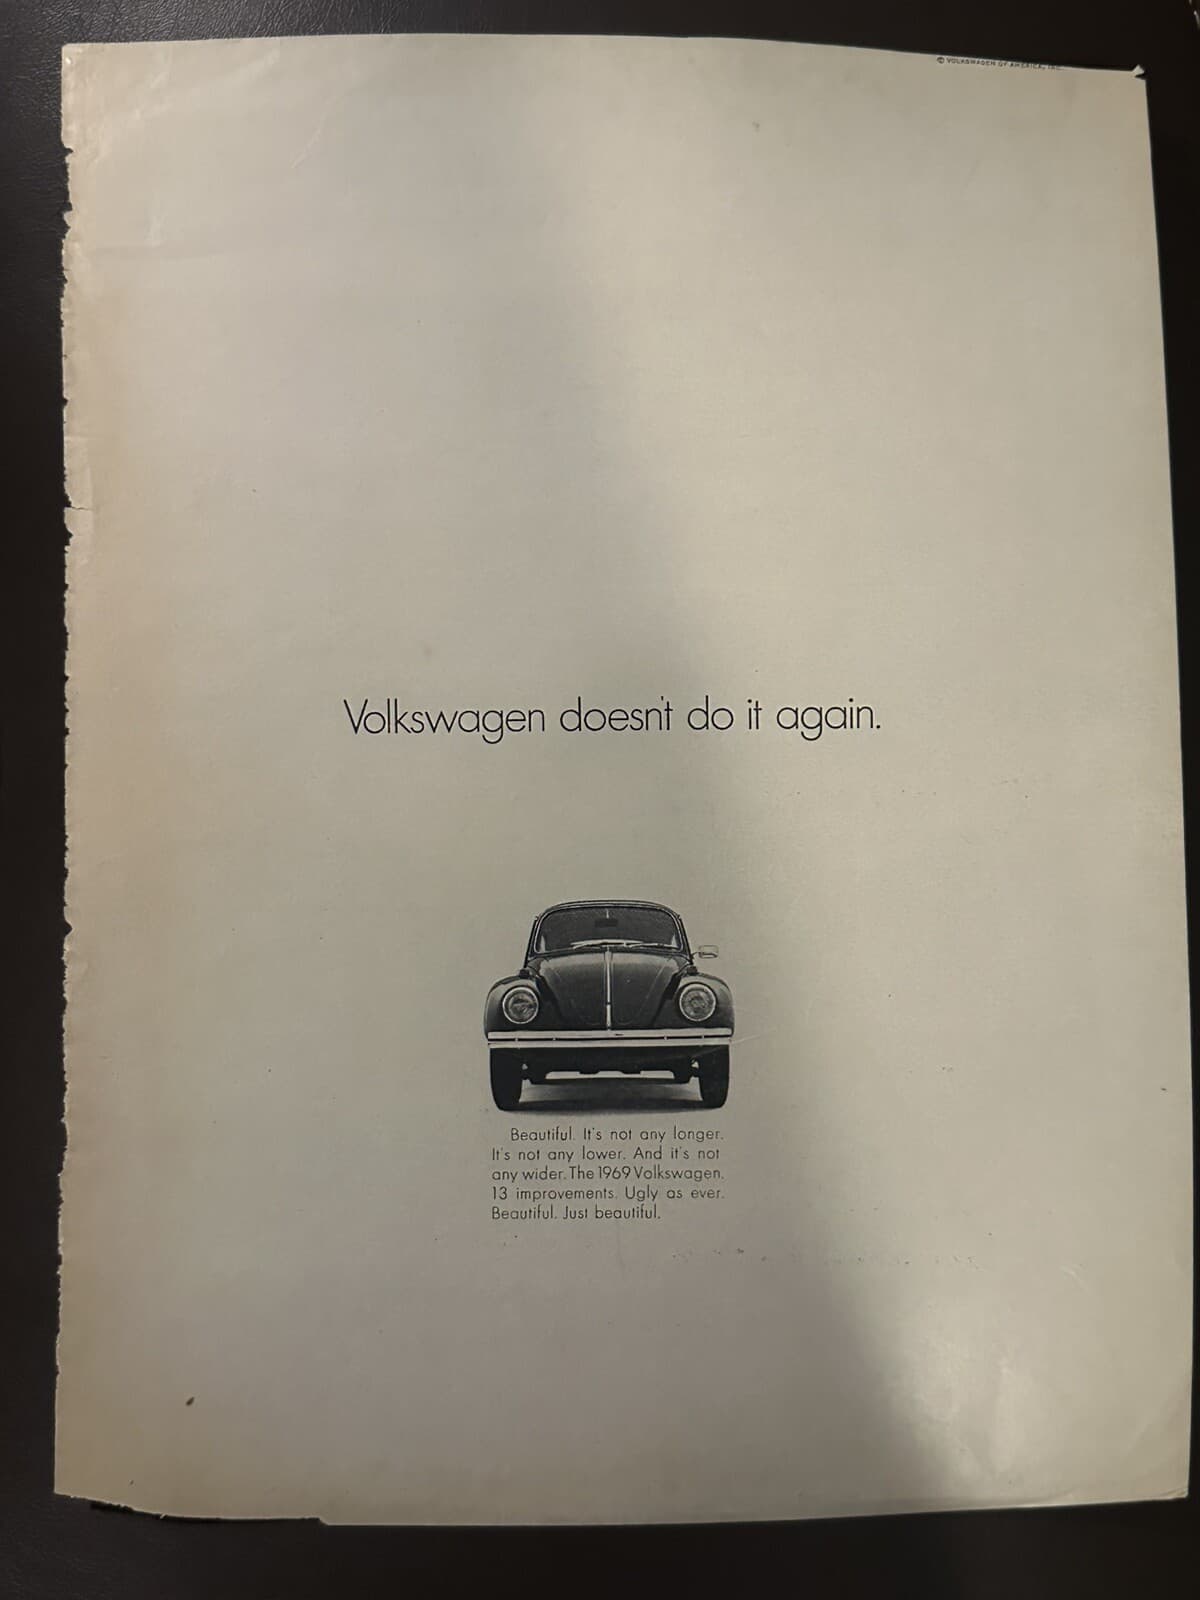 © VOLKSWAGEN OF AMERICA, INC.
Volkswagen doesn't do it again.
Beautiful. It's not any longer.
It's not any lower. And it's not
any wider. The 1969 Volkswagen.
13 improvements. Ugly as ever.
Beautiful. Just beautiful.